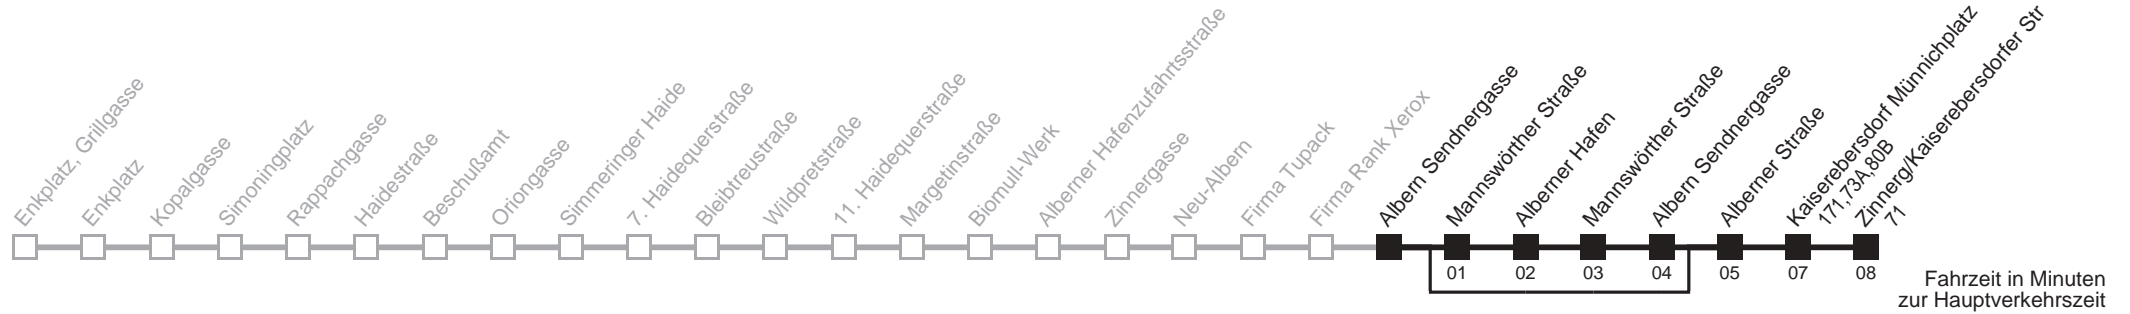 Enkplatz, Grillgasse
Enkplatz
Kopalgasse
Simoningplatz
Rappachgasse
Haidestraße
Beschußamt
Oriongasse
Simmeringer Haide
7. Haidequerstraße
Bleibtreustraße
Wildpretstraße
11. Haidequerstraße
Margetinstraße
Biomull-Werk
Alberner Hafenzufahrtsstraße
Zinnergasse
Neu-Albern
Firma Tupack
Firma Rank Xerox
Albern Sendnergasse
Mannswörther Straße
Alberner Hafen
Mannswörther Straße
Albern Sendnergasse
Alberner Straße
Kaiserebersdorf Münnichplatz
171,73A,80B
Zinnerg/Kaiserebersdorfer Str
71
01 02 03 04 05 07 08
Fahrzeit in Minuten
zur Hauptverkehrszeit